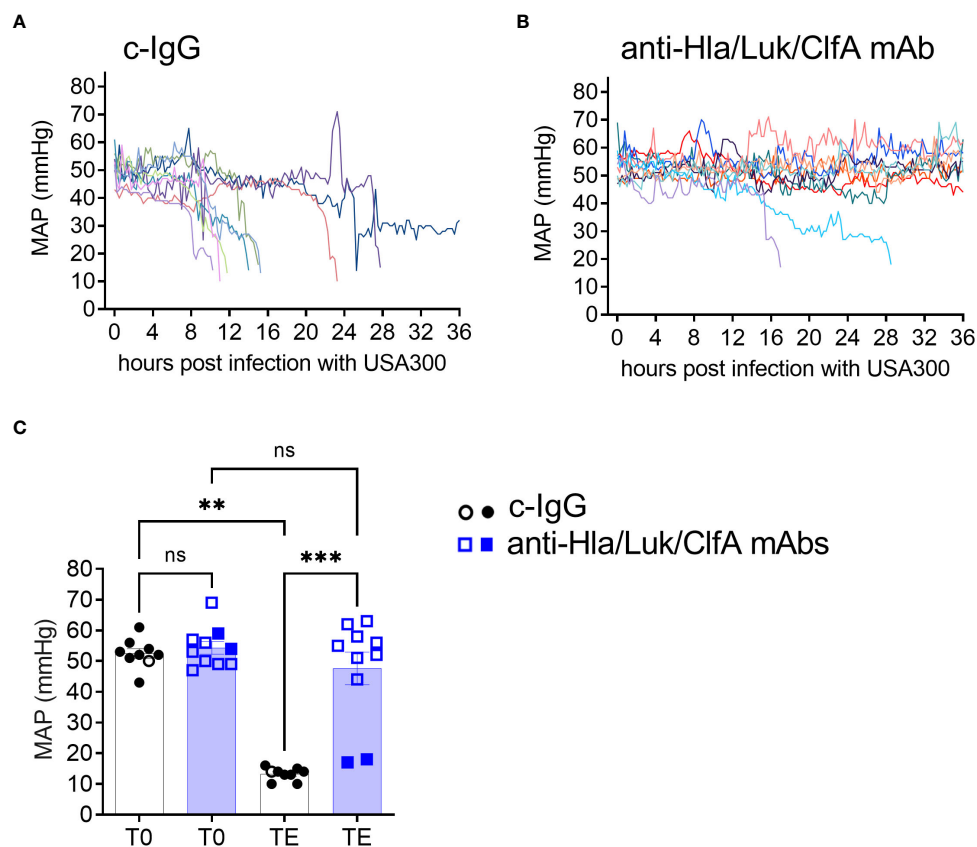 A
c-IgG
MAP (mmHg)
80
70
60
50
40
30
20
10
0
0 4 8 12 16 20 24 28 32 36
hours post infection with USA300
B
anti-Hla/Luk/ClfA mAb
MAP (mmHg)
80
70
60
50
40
30
20
10
0
0 4 8 12 16 20 24 28 32 36
hours post infection with USA300
C
ns
**
ns
***
MAP (mmHg)
80
70
60
50
40
30
20
10
0
T0 T0 TE TE
c-IgG
anti-Hla/Luk/ClfA mAbs